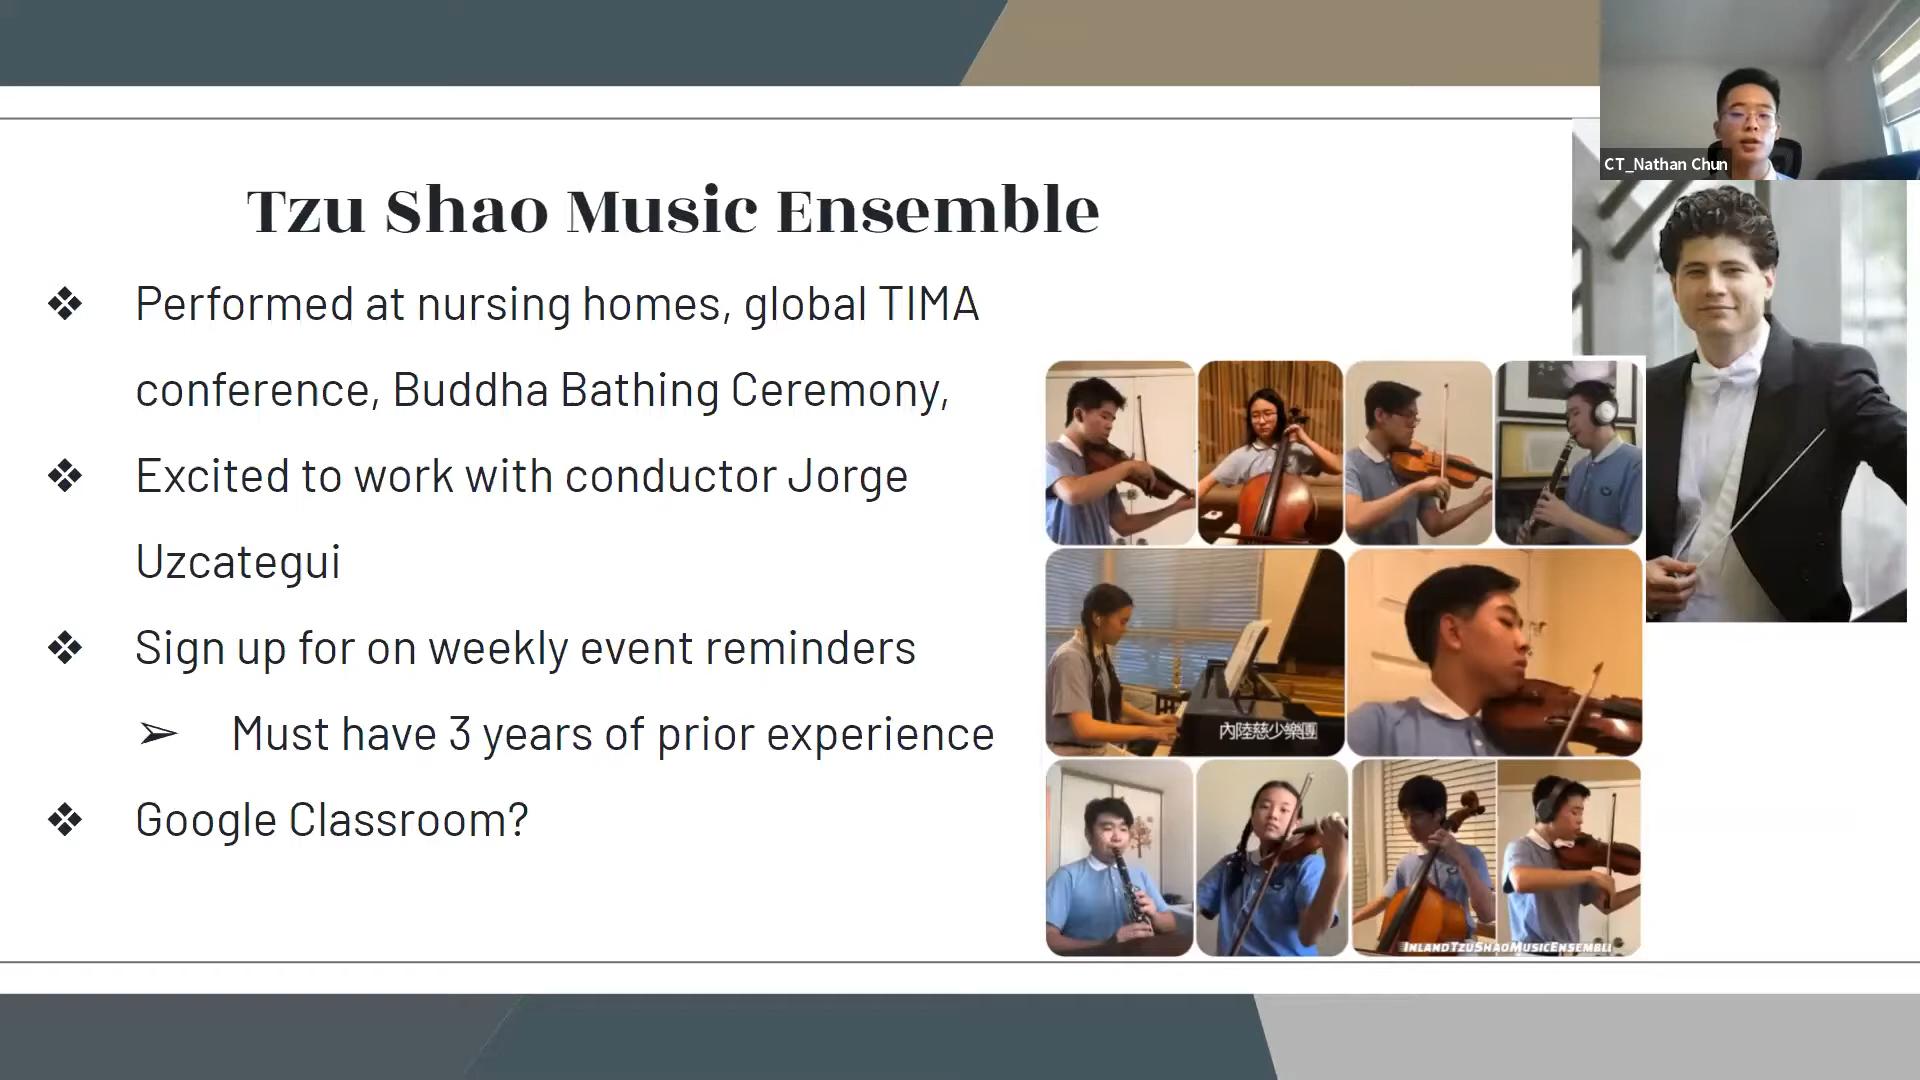 CT_Nathan Chun
Tzu Shao Music Ensemble
❖ Performed at nursing homes, global TIMA
conference, Buddha Bathing Ceremony,
❖ Excited to work with conductor Jorge
Uzcategui
❖ Sign up for on weekly event reminders
➢ Must have 3 years of prior experience
❖ Google Classroom?
內陸慈少樂團
INLANDTZUSHAOMUSICENSEMBLE